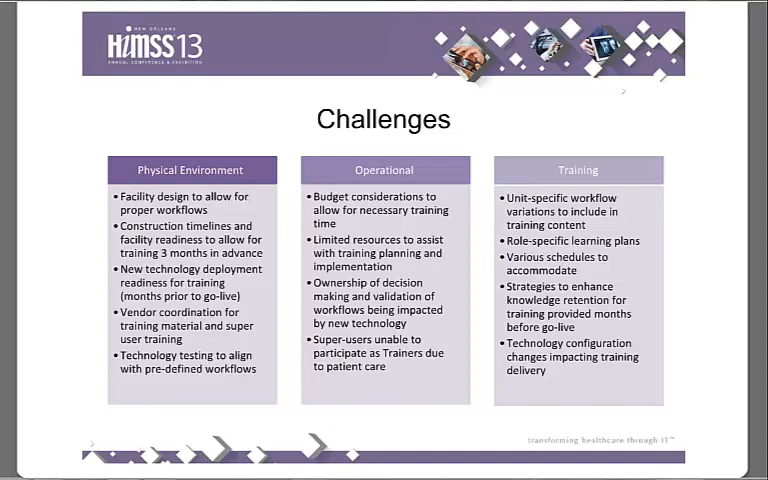 NEW ORLEANS
HiMSS13
ANNUAL CONFERENCE & EXHIBITION
Challenges
Physical Environment
• Facility design to allow for
proper workflows
• Construction timelines and
facility readiness to allow for
training 3 months in advance
• New technology deployment
readiness for training
(months prior to go-live)
• Vendor coordination for
training material and super
user training
• Technology testing to align
with pre-defined workflows
Operational
• Budget considerations to
allow for necessary training
time
• Limited resources to assist
with training planning and
implementation
• Ownership of decision
making and validation of
workflows being impacted
by new technology
• Super-users unable to
participate as Trainers due
to patient care
Training
• Unit-specific workflow
variations to include in
training content
• Role-specific learning plans
• Various schedules to
accommodate
• Strategies to enhance
knowledge retention for
training provided months
before go-live
• Technology configuration
changes impacting training
delivery
transforming healthcare through IT™